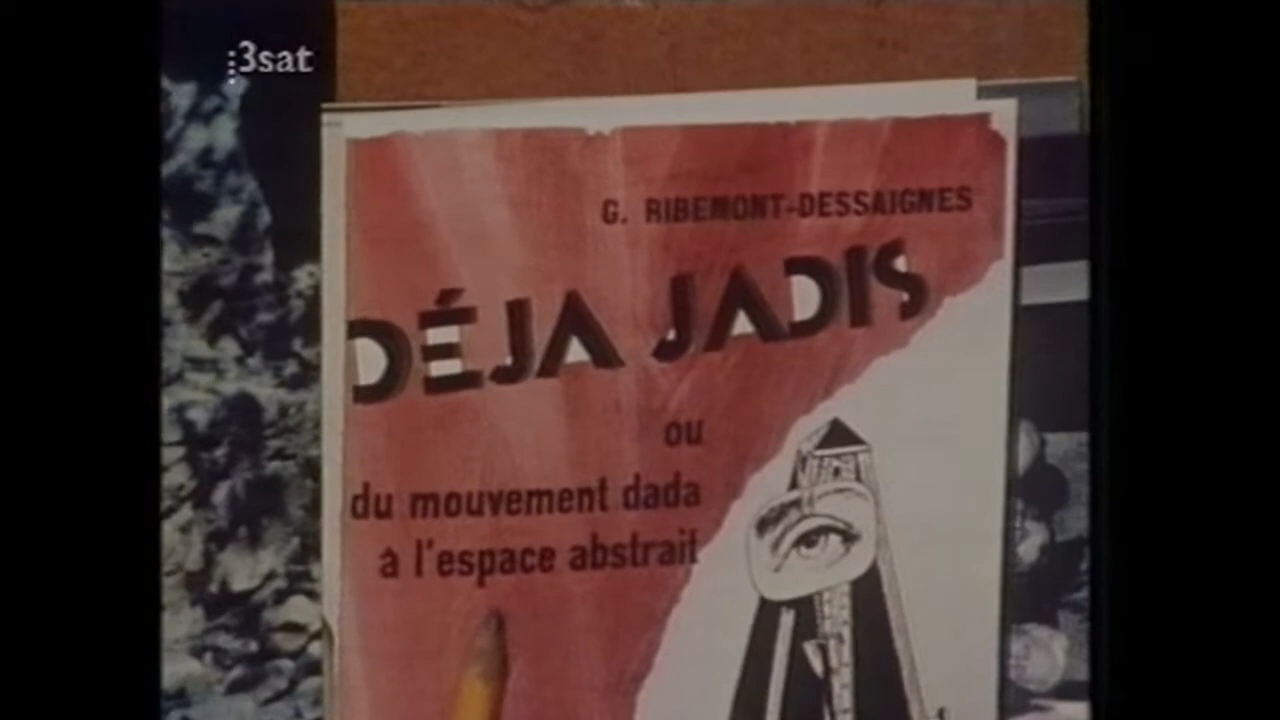 3sat
G. RIBEMONT-DESSAIGNES
DÉJA JADIS
ou
du mouvement dada
à l'espace abstrait